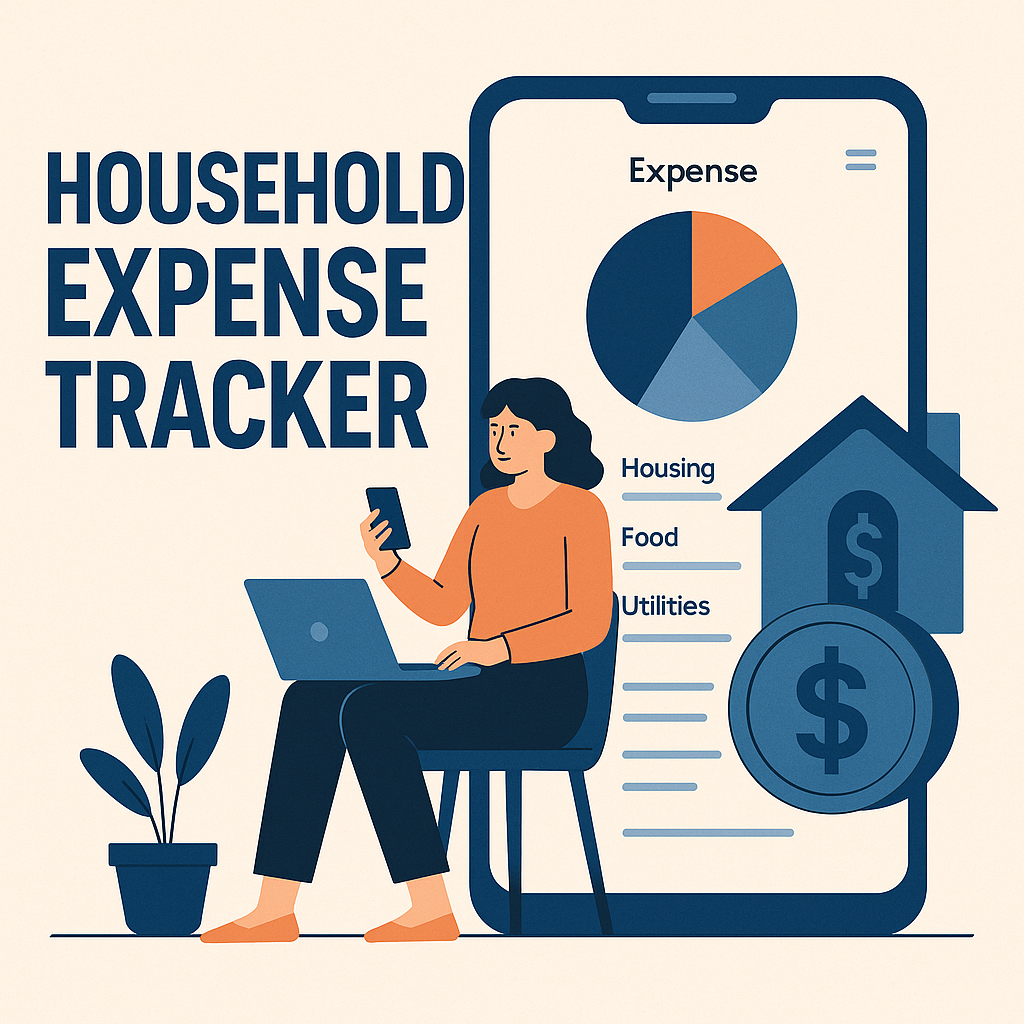 HOUSEHOLD
EXPENSE
TRACKER
Expense
Housing
Food
Utilities
$
$